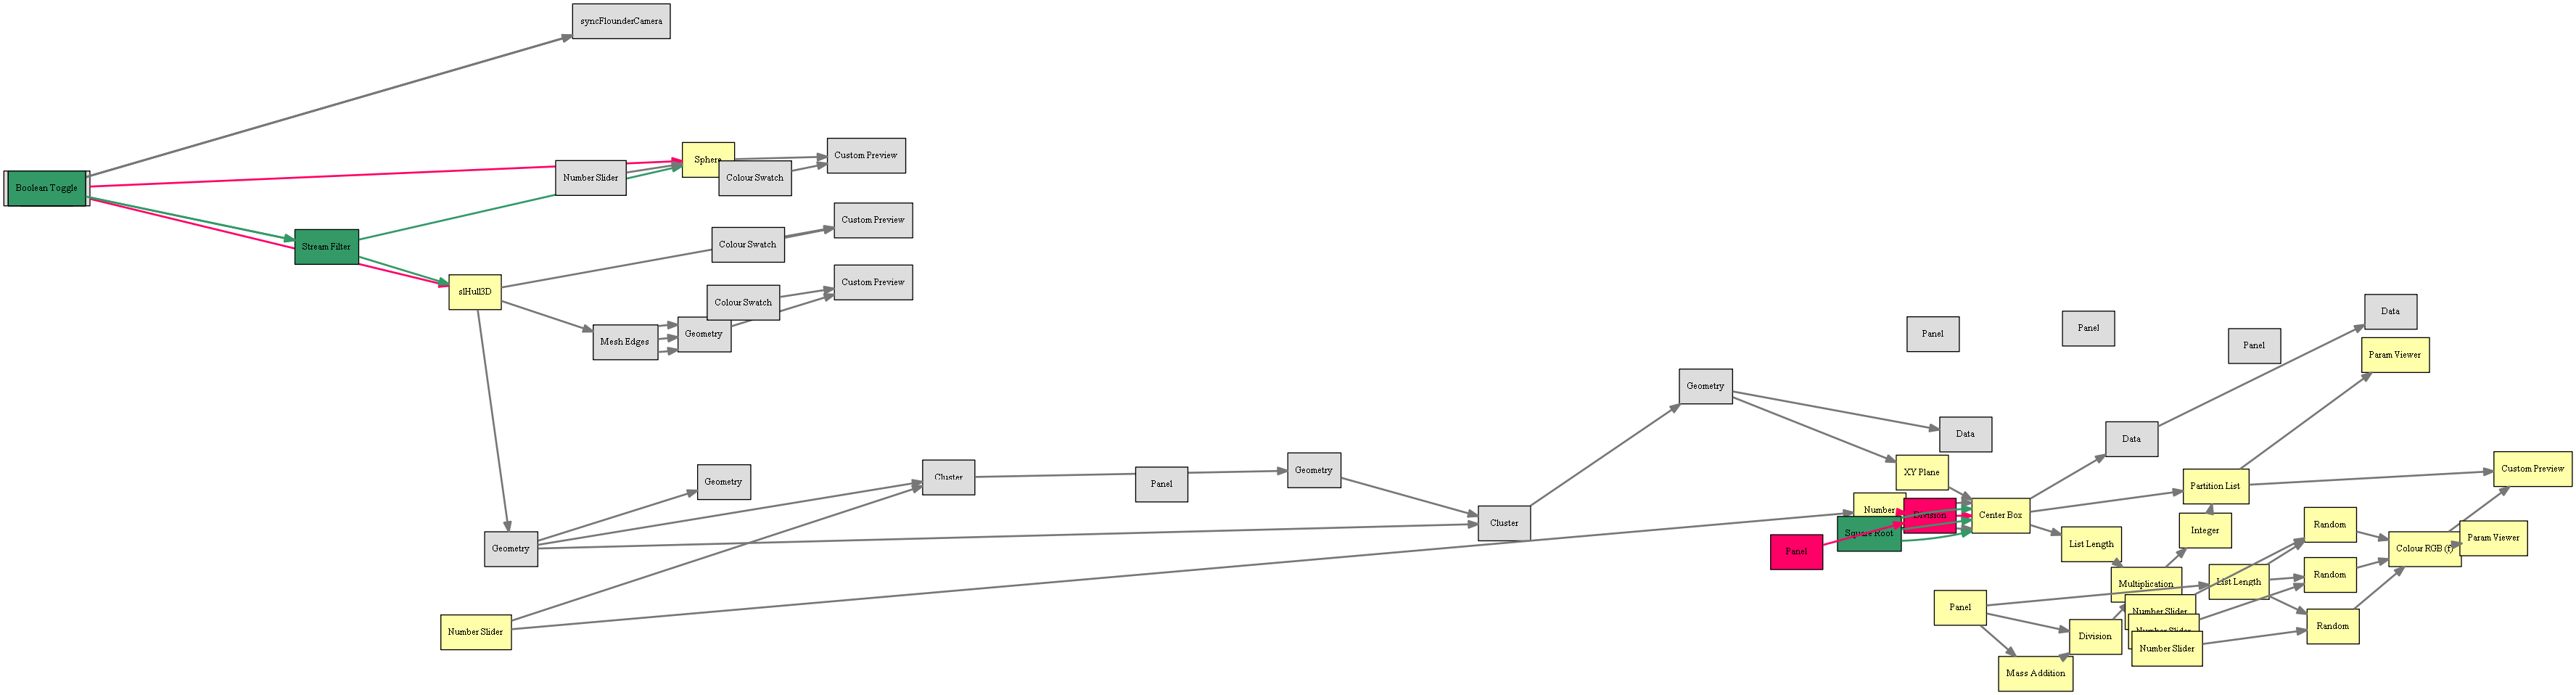 syncFlounderCamera
Boolean Toggle
Sphere
Number Slider
Colour Swatch
Custom Preview
Custom Preview
Colour Swatch
Stream Filter
slHull3D
Custom Preview
Colour Swatch
Geometry
Mesh Edges
Geometry
Geometry
Number Slider
Cluster
Panel
Geometry
Cluster
Geometry
Panel
Panel
Panel
Data
Param Viewer
Data
Data
XY Plane
Number
Division
Square Root
Panel
Center Box
Partition List
Custom Preview
Integer
List Length
Random
Colour RGB (f)
Param Viewer
Multiplication
List Length
Random
Panel
Number Slider
Number Slider
Number Slider
Random
Division
Mass Addition